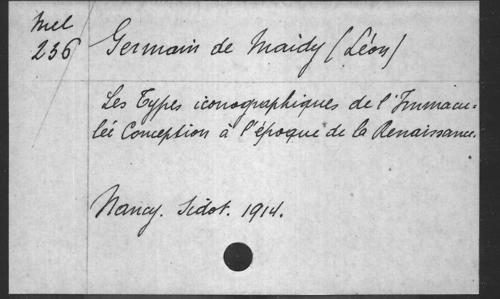 Mel
236
Germain de Maidy (Léon)
Les Types iconographiques de l'Immacu-
lée Conception à l'époque de la Renaissance.
Nancy. Sidot. 1914.